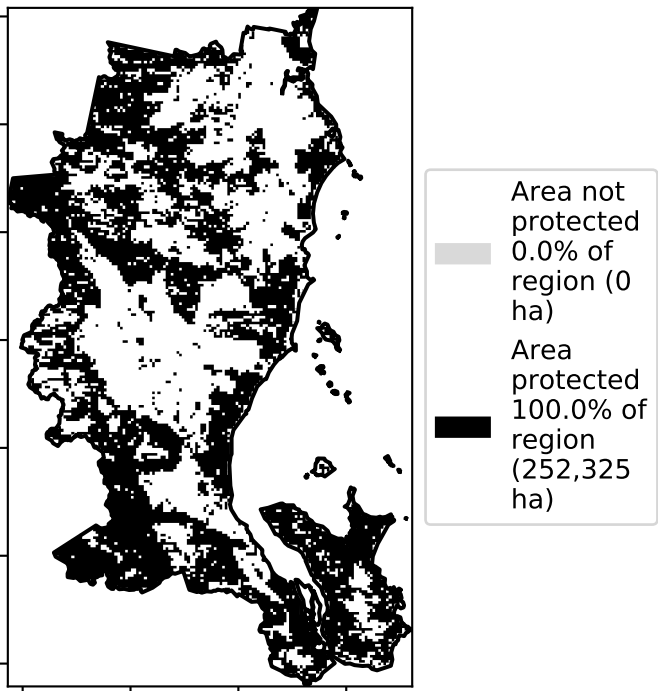 Area not
protected
0.0% of
region (0
ha)
Area
protected
100.0% of
region
(252,325
ha)